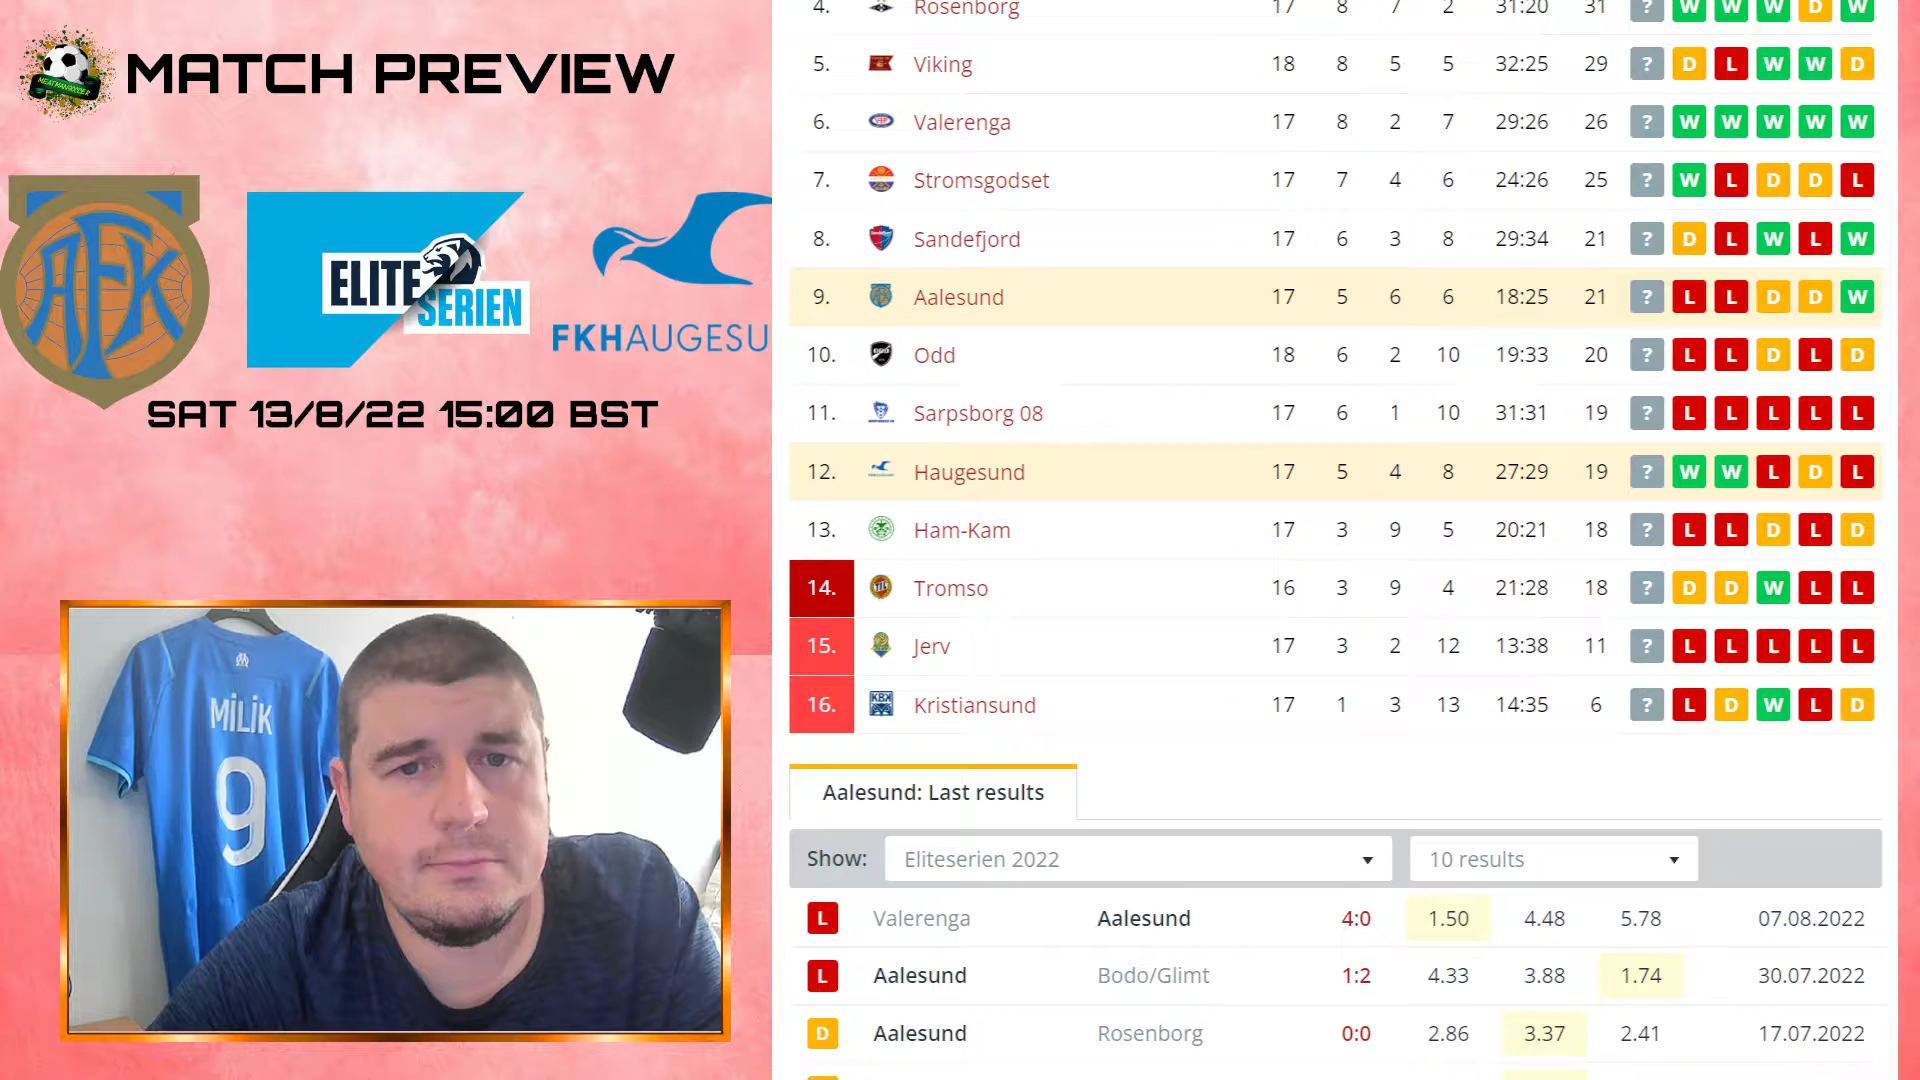 MATCH PREVIEW
MEATMANSOCCER
AFK
ELITE
SERIEN
FKHAUGESU
SAT 13/8/22 15:00 BST
MİLİK
9
4. Rosenborg 17 8 7 2 31:20 31 ? W W W D W
5. Viking 18 8 5 5 32:25 29 ? D L W W D
6. Valerenga 17 8 2 7 29:26 26 ? W W W W W
7. Stromsgodset 17 7 4 6 24:26 25 ? W L D D L
8. Sandefjord 17 6 3 8 29:34 21 ? D L W L W
9. Aalesund 17 5 6 6 18:25 21 ? L L D D W
10. Odd 18 6 2 10 19:33 20 ? L L D L D
11. Sarpsborg 08 17 6 1 10 31:31 19 ? L L L L L
12. Haugesund 17 5 4 8 27:29 19 ? W W L D L
13. Ham-Kam 17 3 9 5 20:21 18 ? L L D L D
14. Tromso 16 3 9 4 21:28 18 ? D D W L L
15. Jerv 17 3 2 12 13:38 11 ? L L L L L
16. Kristiansund 17 1 3 13 14:35 6 ? L D W L D
Aalesund: Last results
Show: Eliteserien 2022 10 results
L Valerenga Aalesund 4:0 1.50 4.48 5.78 07.08.2022
L Aalesund Bodo/Glimt 1:2 4.33 3.88 1.74 30.07.2022
D Aalesund Rosenborg 0:0 2.86 3.37 2.41 17.07.2022